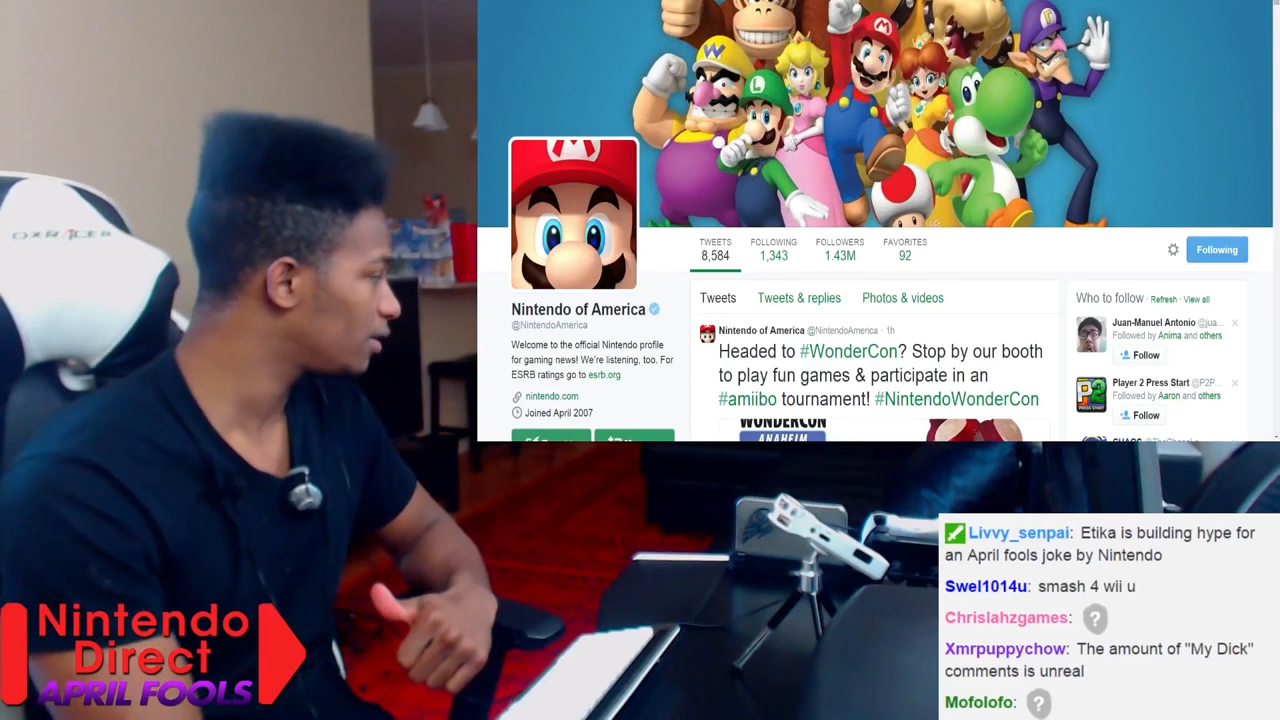 DXRACER
TWEETS
8,584
FOLLOWING
1,343
FOLLOWERS
1.43M
FAVORITES
92
Following
Nintendo of America
@NintendoAmerica
Welcome to the official Nintendo profile
for gaming news! We're listening, too. For
ESRB ratings go to esrb.org
nintendo.com
Joined April 2007
Tweets
Tweets & replies
Photos & videos
Nintendo of America @NintendoAmerica · 1h
Headed to #WonderCon? Stop by our booth
to play fun games & participate in an
#amiibo tournament! #NintendoWonderCon
WONDERCON
ANAHEIM
Who to follow · Refresh · View all
Juan-Manuel Antonio @jua...
Followed by Anima and others
Follow
Player 2 Press Start @P2P...
Followed by Aaron and others
Follow
Nintendo
Direct
APRIL FOOLS
Livvy_senpai: Etika is building hype for
an April fools joke by Nintendo
Swel1014u: smash 4 wii u
Chrislahzgames: ?
Xmrpuppychow: The amount of "My Dick"
comments is unreal
Mofolofo: ?